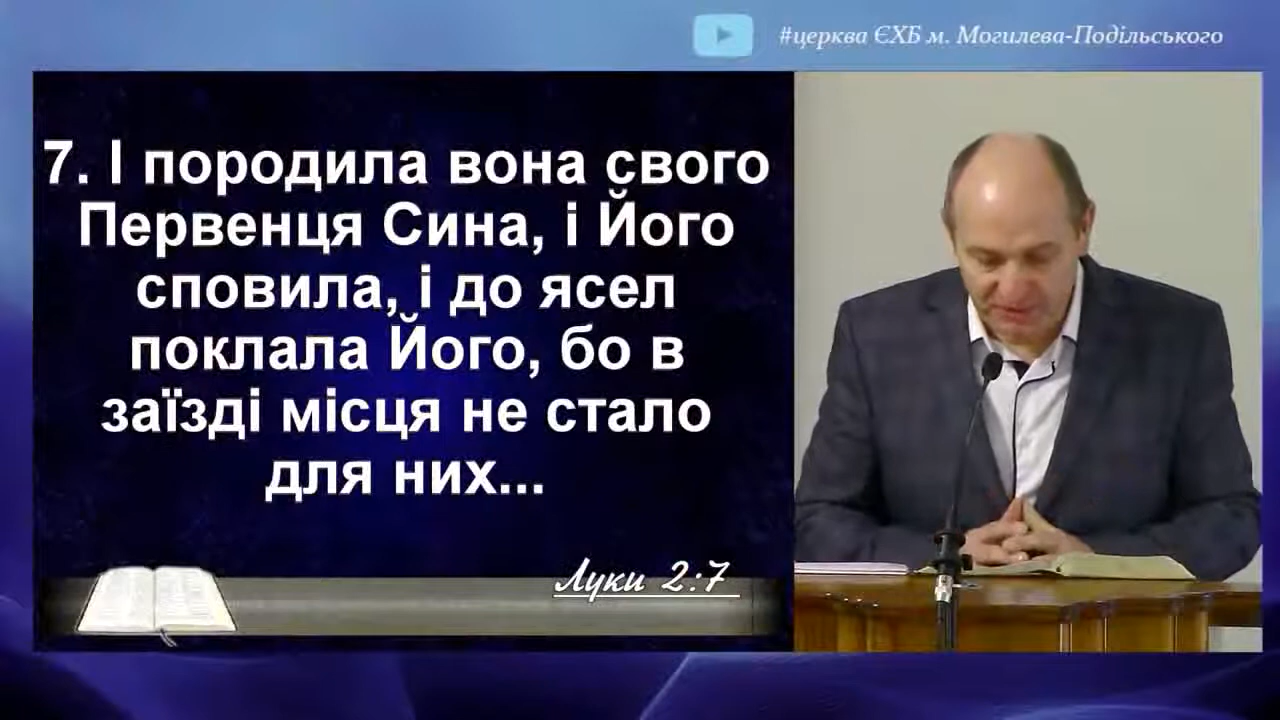 #церква ЄХБ м. Могилева-Подільського
7. І породила вона свого
Первенця Сина, і Його
сповила, і до ясел
поклала Його, бо в
заїзді місця не стало
для них...
Луки 2:7